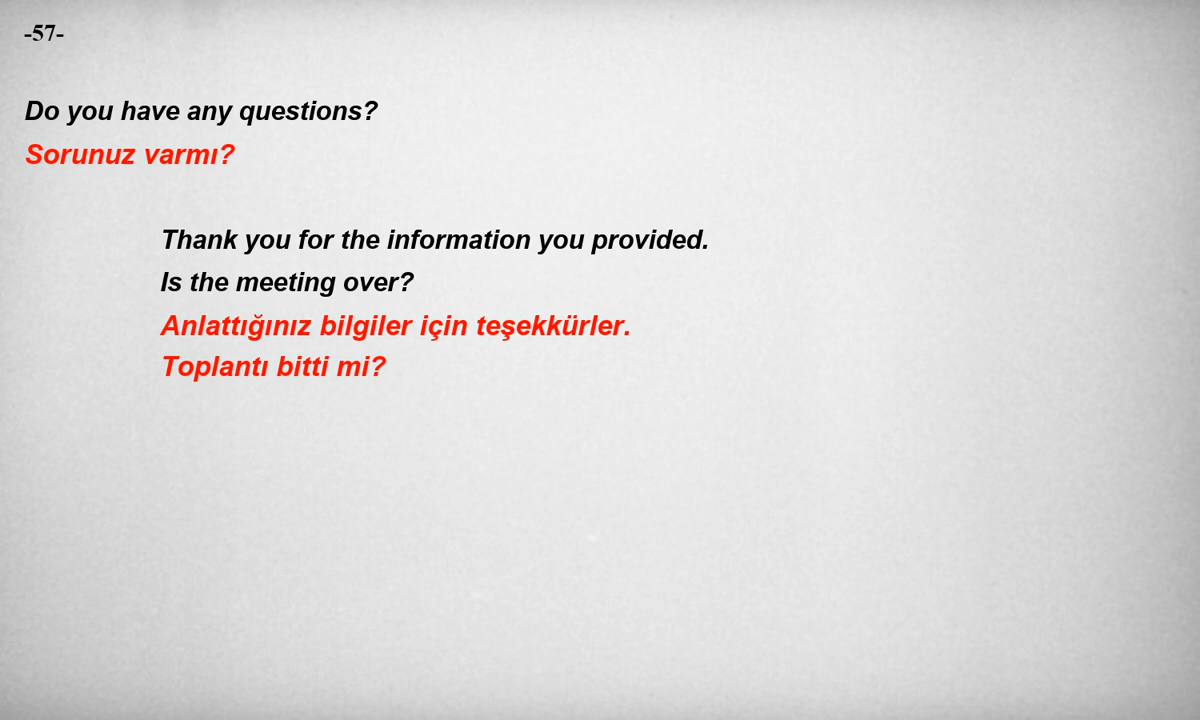 -57-
Do you have any questions?
Sorunuz varmı?
Thank you for the information you provided.
Is the meeting over?
Anlattığınız bilgiler için teşekkürler.
Toplantı bitti mi?